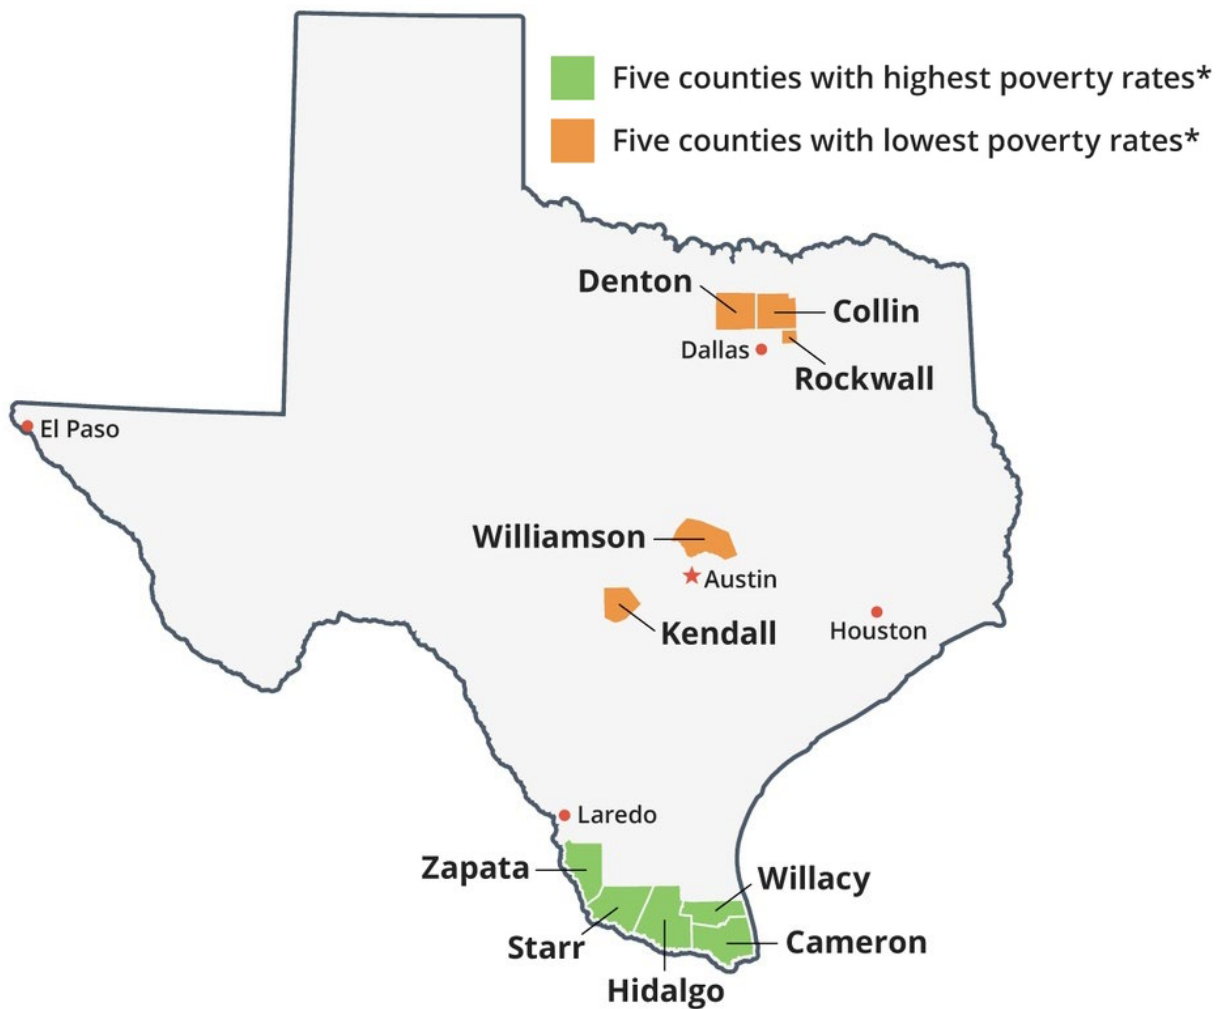 Five counties with highest poverty rates*
Five counties with lowest poverty rates*
Denton
Collin
Dallas
Rockwall
El Paso
Williamson
Austin
Kendall
Houston
Laredo
Zapata
Willacy
Starr
Cameron
Hidalgo